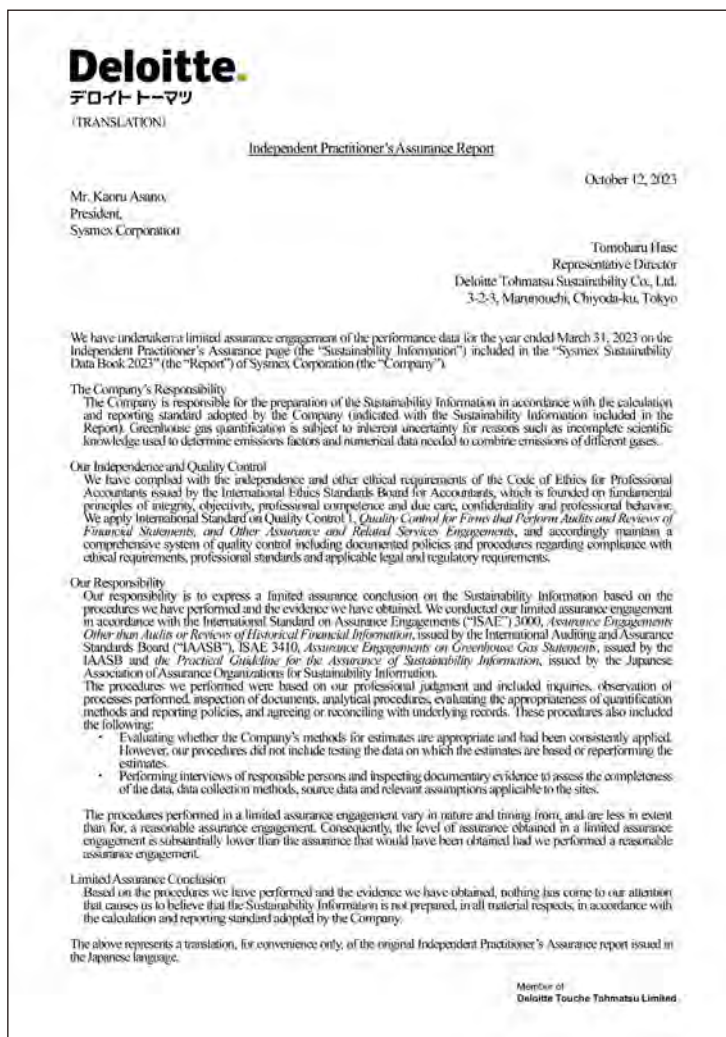 Deloitte.
デロイト トーマツ
(TRANSLATION)
Independent Practitioner's Assurance Report
October 12, 2023
Mr. Kaoru Asano,
President,
Sysmex Corporation
Tomoharu Hase
Representative Director
Deloitte Tohmatsu Sustainability Co., Ltd.
3-2-3, Marunouchi, Chiyoda-ku, Tokyo
We have undertaken a limited assurance engagement of the performance data for the year ended March 31, 2023 on the
Independent Practitioner's Assurance page (the "Sustainability Information") included in the "Sysmex Sustainability
Data Book 2023" (the "Report") of Sysmex Corporation (the "Company").
The Company's Responsibility
The Company is responsible for the preparation of the Sustainability Information in accordance with the calculation
and reporting standard adopted by the Company (indicated with the Sustainability Information included in the
Report). Greenhouse gas quantification is subject to inherent uncertainty for reasons such as incomplete scientific
knowledge used to determine emissions factors and numerical data needed to combine emissions of different gases.
Our Independence and Quality Control
We have complied with the independence and other ethical requirements of the Code of Ethics for Professional
Accountants issued by the International Ethics Standards Board for Accountants, which is founded on fundamental
principles of integrity, objectivity, professional competence and due care, confidentiality and professional behavior.
We apply International Standard on Quality Control 1, Quality Control for Firms that Perform Audits and Reviews of
Financial Statements, and Other Assurance and Related Services Engagements, and accordingly maintain a
comprehensive system of quality control including documented policies and procedures regarding compliance with
ethical requirements, professional standards and applicable legal and regulatory requirements.
Our Responsibility
Our responsibility is to express a limited assurance conclusion on the Sustainability Information based on the
procedures we have performed and the evidence we have obtained. We conducted our limited assurance engagement
in accordance with the International Standard on Assurance Engagements ("ISAE") 3000, Assurance Engagements
Other than Audits or Reviews of Historical Financial Information, issued by the International Auditing and Assurance
Standards Board ("IAASB"), ISAE 3410, Assurance Engagements on Greenhouse Gas Statements, issued by the
IAASB and the Practical Guideline for the Assurance of Sustainability Information, issued by the Japanese
Association of Assurance Organizations for Sustainability Information.
The procedures we performed were based on our professional judgment and included inquiries, observation of
processes performed, inspection of documents, analytical procedures, evaluating the appropriateness of quantification
methods and reporting policies, and agreeing or reconciling with underlying records. These procedures also included
the following:
• Evaluating whether the Company's methods for estimates are appropriate and had been consistently applied.
However, our procedures did not include testing the data on which the estimates are based or reperforming the
estimates.
• Performing interviews of responsible persons and inspecting documentary evidence to assess the completeness
of the data, data collection methods, source data and relevant assumptions applicable to the sites.
The procedures performed in a limited assurance engagement vary in nature and timing from, and are less in extent
than for, a reasonable assurance engagement. Consequently, the level of assurance obtained in a limited assurance
engagement is substantially lower than the assurance that would have been obtained had we performed a reasonable
assurance engagement.
Limited Assurance Conclusion
Based on the procedures we have performed and the evidence we have obtained, nothing has come to our attention
that causes us to believe that the Sustainability Information is not prepared, in all material respects, in accordance with
the calculation and reporting standard adopted by the Company.
The above represents a translation, for convenience only, of the original Independent Practitioner's Assurance report issued in
the Japanese language.
Member of
Deloitte Touche Tohmatsu Limited